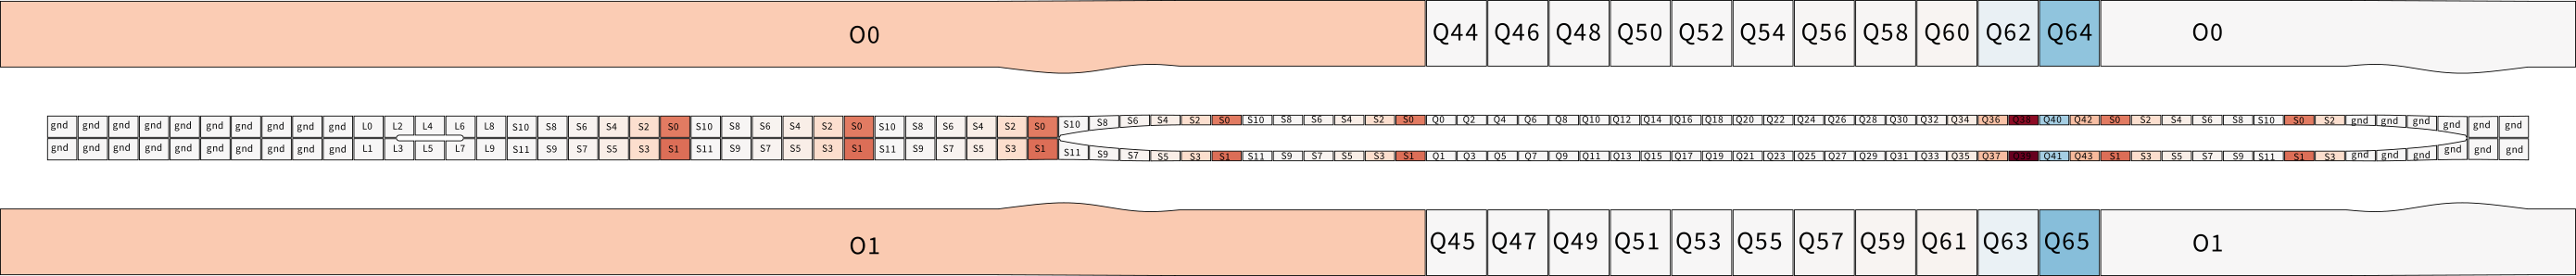 O0 Q44 Q46 Q48 Q50 Q52 Q54 Q56 Q58 Q60 Q62 Q64 O0
gnd gnd gnd gnd gnd gnd gnd gnd gnd gnd L0 L2 L4 L6 L8 S10 S8 S6 S4 S2 S0 S10 S8 S6 S4 S2 S0 S10 S8 S6 S4 S2 S0 S10 S8 S6 S4 S2 S0 S10 S8 S6 S4 S2 S0 Q0 Q2 Q4 Q6 Q8 Q10 Q12 Q14 Q16 Q18 Q20 Q22 Q24 Q26 Q28 Q30 Q32 Q34 Q36 Q38 Q40 Q42 S0 S2 S4 S6 S8 S10 S0 S2 gnd gnd gnd gnd gnd gnd
gnd gnd gnd gnd gnd gnd gnd gnd gnd gnd L1 L3 L5 L7 L9 S11 S9 S7 S5 S3 S1 S11 S9 S7 S5 S3 S1 S11 S9 S7 S5 S3 S1 S11 S9 S7 S5 S3 S1 S11 S9 S7 S5 S3 S1 Q1 Q3 Q5 Q7 Q9 Q11 Q13 Q15 Q17 Q19 Q21 Q23 Q25 Q27 Q29 Q31 Q33 Q35 Q37 Q39 Q41 Q43 S1 S3 S5 S7 S9 S11 S1 S3 gnd gnd gnd gnd gnd gnd
O1 Q45 Q47 Q49 Q51 Q53 Q55 Q57 Q59 Q61 Q63 Q65 O1